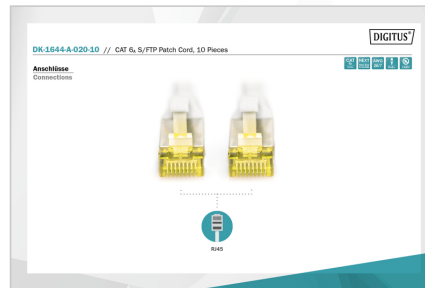 DIGITUS®
DK-1644-A-020-10 // CAT 6A S/FTP Patch Cord, 10 Pieces
Anschlüsse
Connections
RJ45